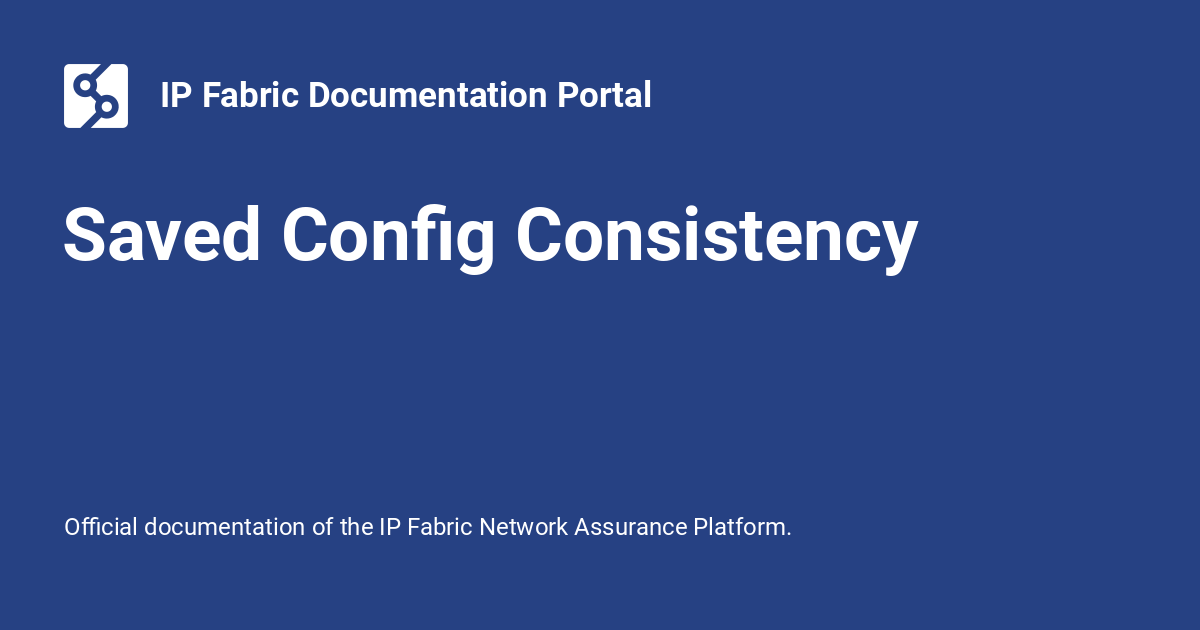 IP Fabric Documentation Portal
Saved Config Consistency
Official documentation of the IP Fabric Network Assurance Platform.